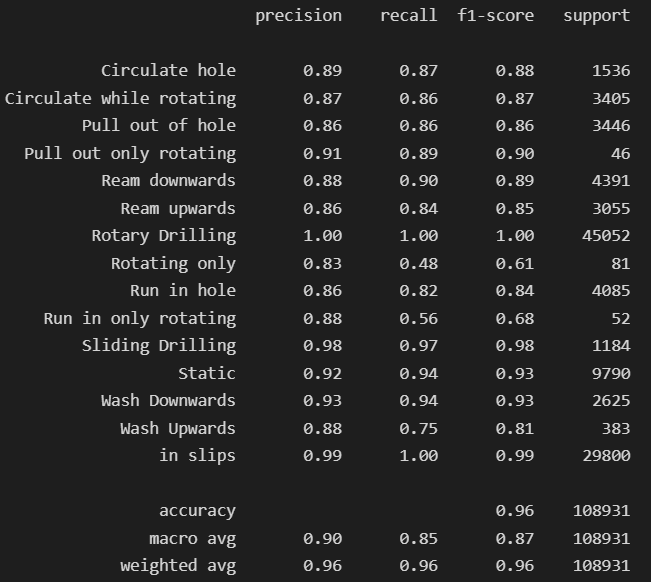 precision recall f1-score support
Circulate hole 0.89 0.87 0.88 1536
Circulate while rotating 0.87 0.86 0.87 3405
Pull out of hole 0.86 0.86 0.86 3446
Pull out only rotating 0.91 0.89 0.90 46
Ream downwards 0.88 0.90 0.89 4391
Ream upwards 0.86 0.84 0.85 3055
Rotary Drilling 1.00 1.00 1.00 45052
Rotating only 0.83 0.48 0.61 81
Run in hole 0.86 0.82 0.84 4085
Run in only rotating 0.88 0.56 0.68 52
Sliding Drilling 0.98 0.97 0.98 1184
Static 0.92 0.94 0.93 9790
Wash Downwards 0.93 0.94 0.93 2625
Wash Upwards 0.88 0.75 0.81 383
in slips 0.99 1.00 0.99 29800
accuracy 0.96 108931
macro avg 0.90 0.85 0.87 108931
weighted avg 0.96 0.96 0.96 108931